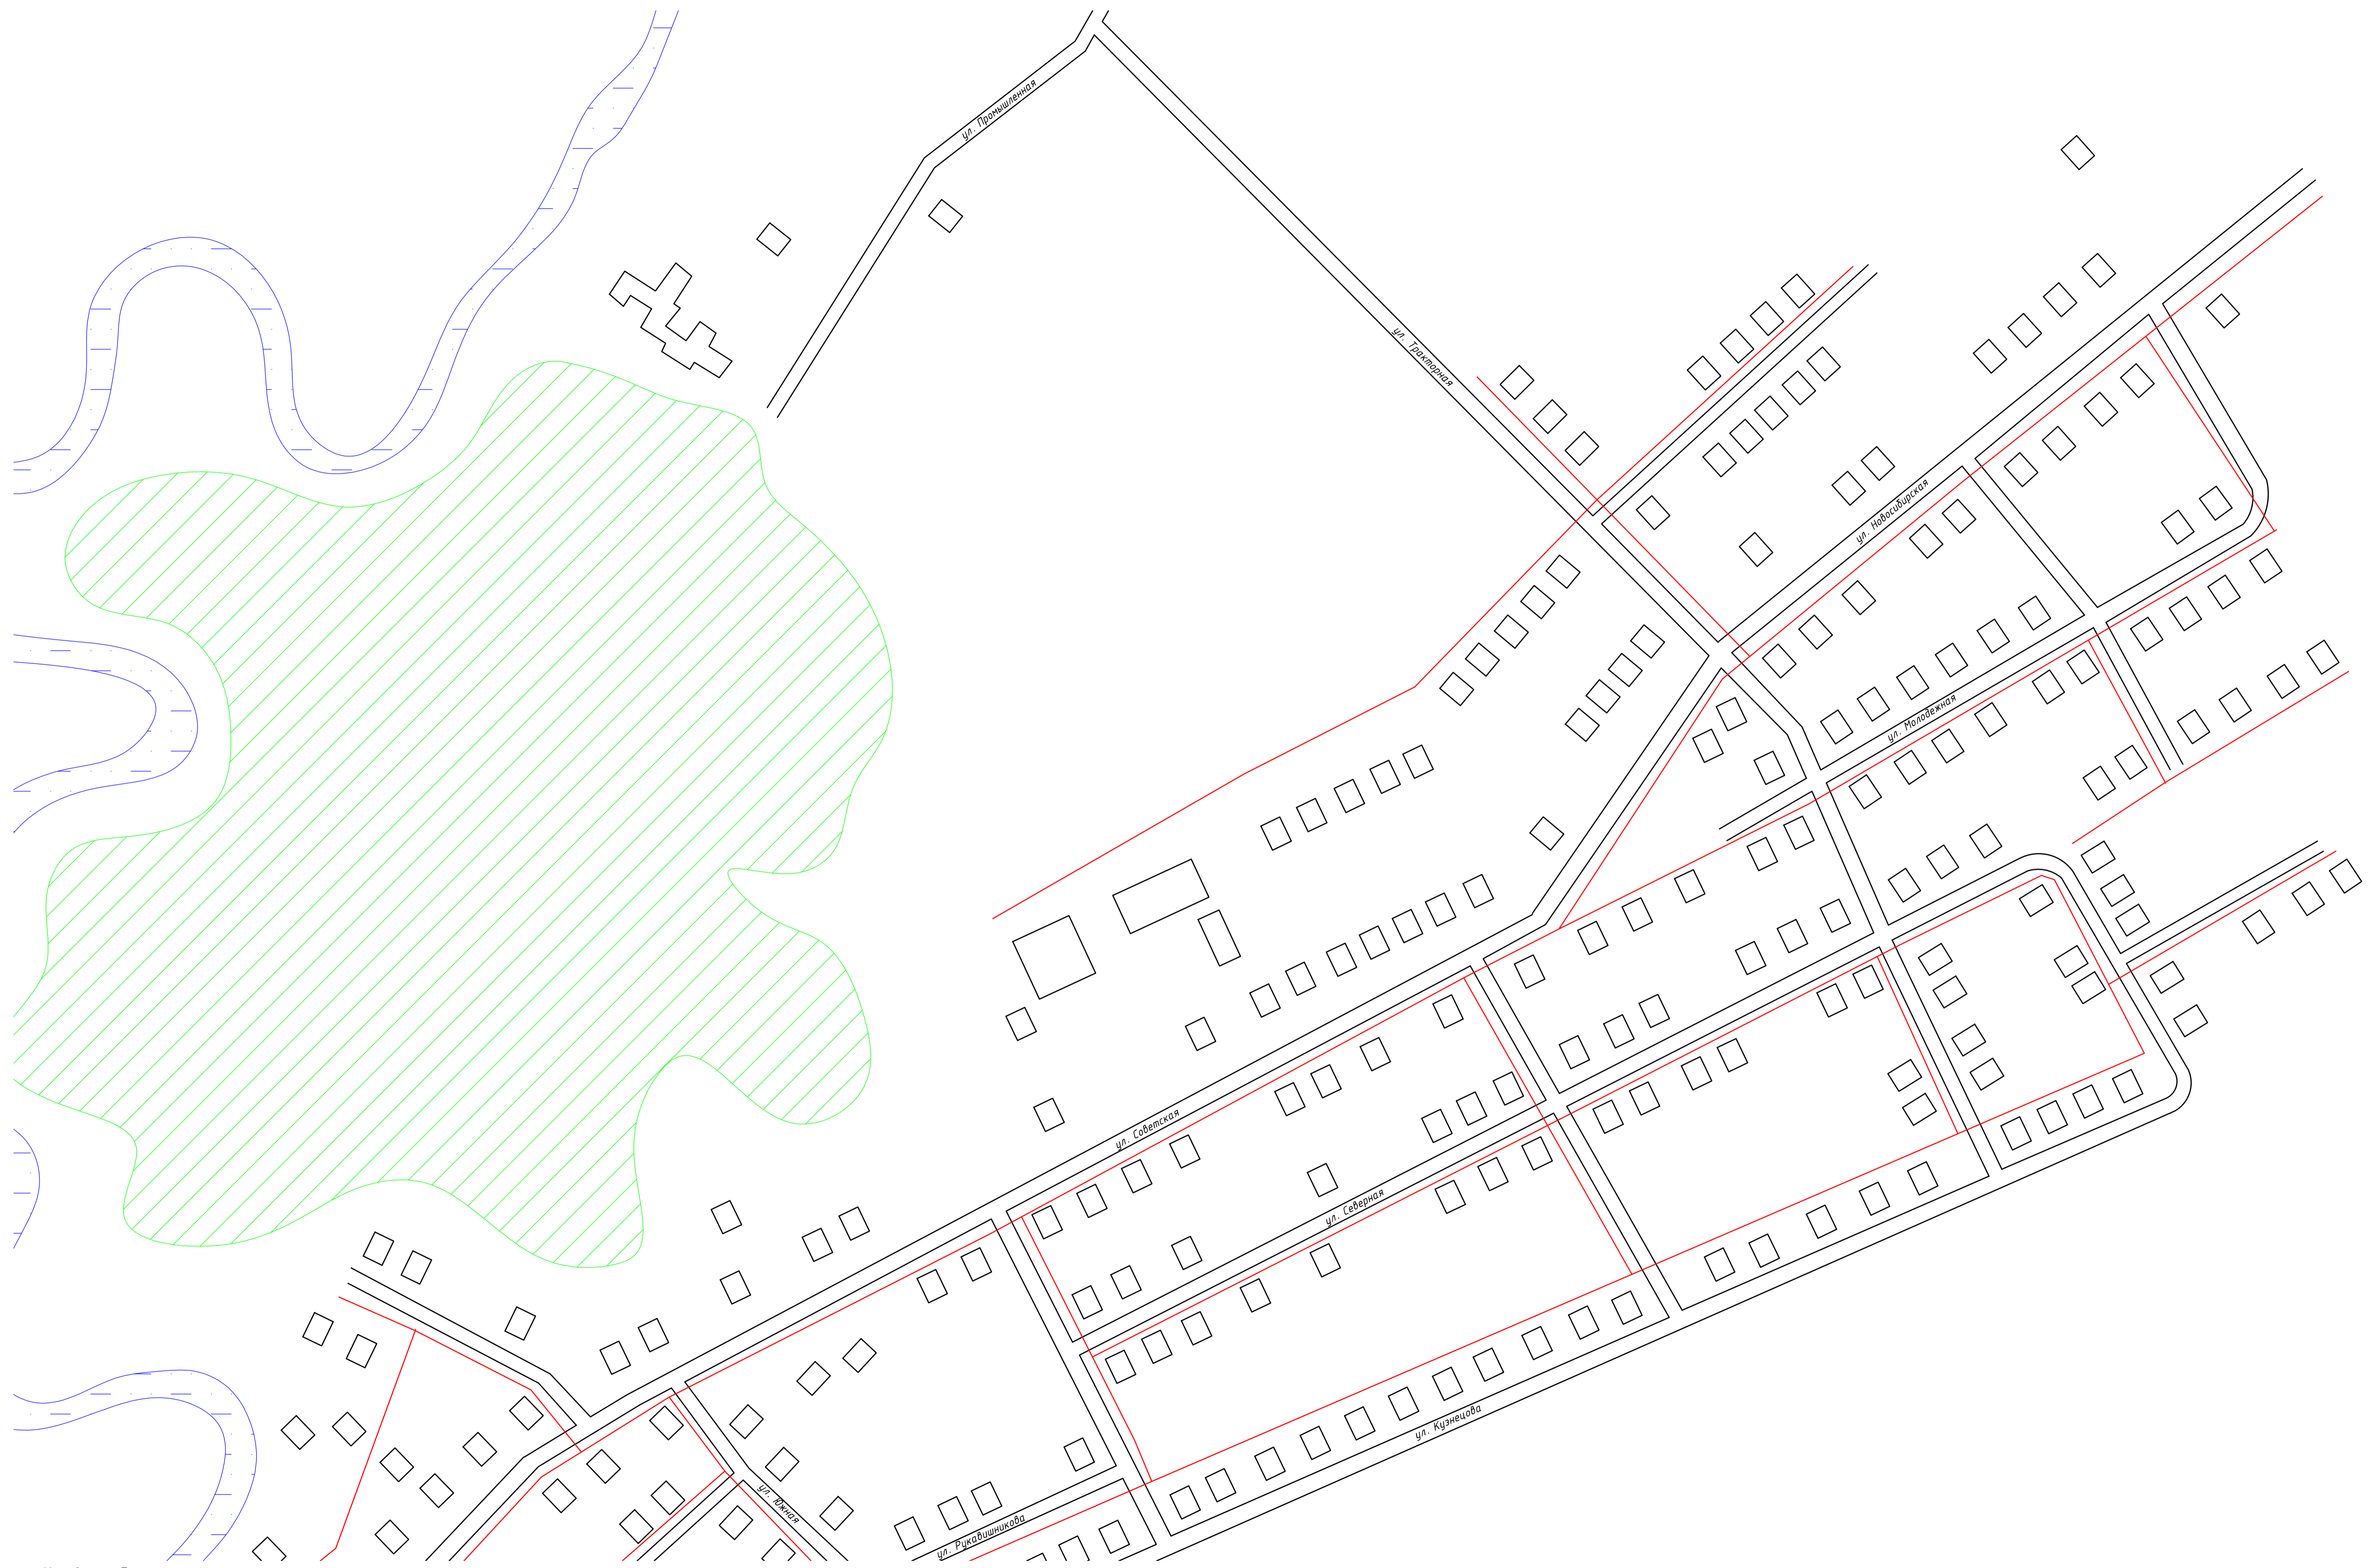 ул. Промышленная
ул. Тракторная
ул. Новосибирская
ул. Молодежная
ул. Советская
ул. Северная
ул. Кузнецова
ул. Южная
ул. Рукавишникова